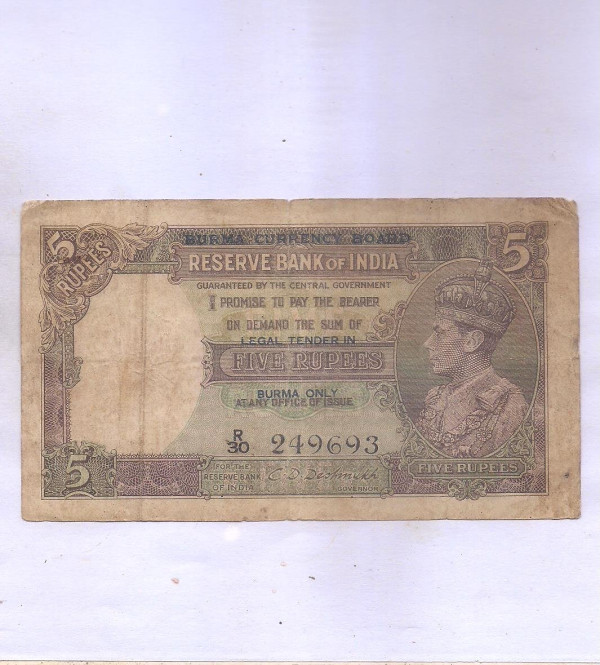 5
RUPEES
BURMA CURRENCY BOARD
5
RESERVE BANK OF INDIA
GUARANTEED BY THE CENTRAL GOVERNMENT
I PROMISE TO PAY THE BEARER
ON DEMAND THE SUM OF
LEGAL TENDER IN
FIVE RUPEES
BURMA ONLY
AT ANY OFFICE OF ISSUE
R/30 249693
5
FOR THE
RESERVE BANK
OF INDIA
C. D. Deshmukh
GOVERNOR
FIVE RUPEES